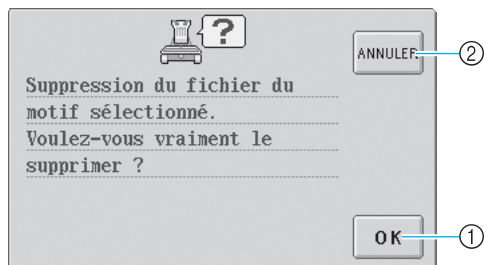 ?
ANNULER
②
Suppression du fichier du
motif sélectionné.
Voulez-vous vraiment le
supprimer ?
OK
①